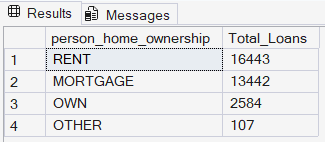 Results Messages
person_home_ownership Total_Loans
1 RENT 16443
2 MORTGAGE 13442
3 OWN 2584
4 OTHER 107